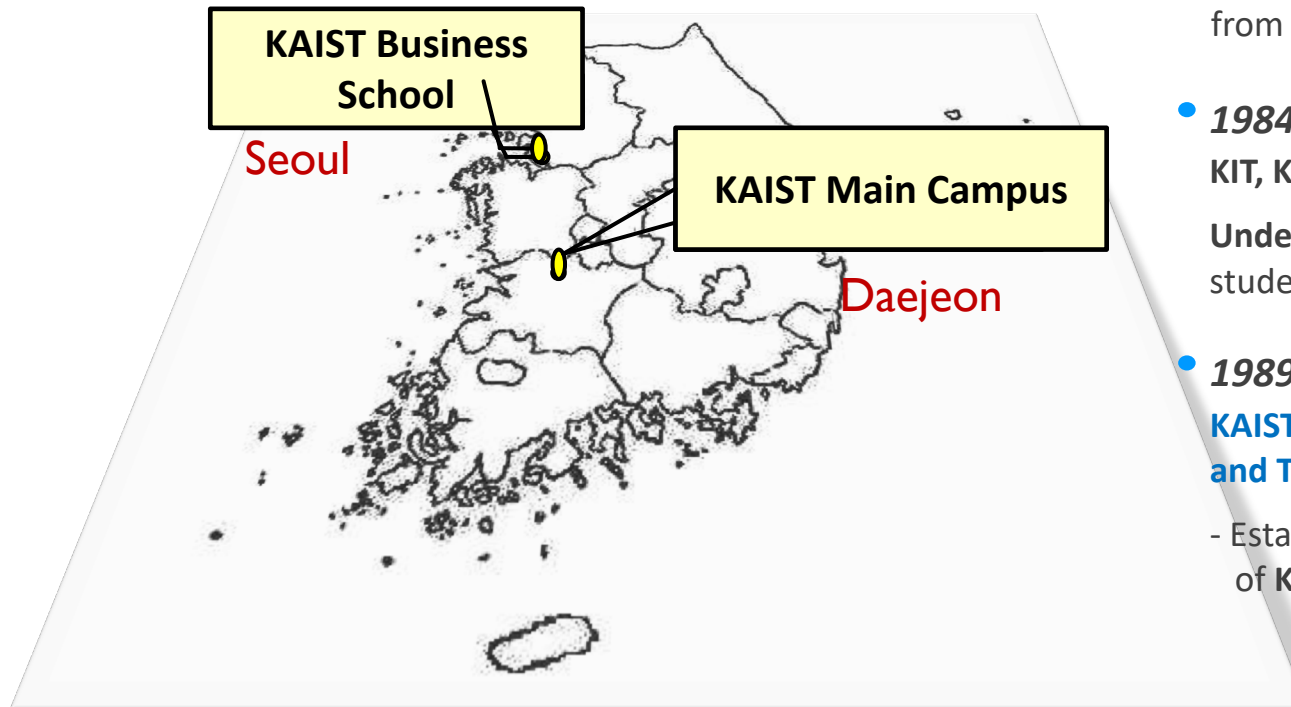 KAIST Business
School
Seoul
KAIST Main Campus
Daejeon
from
1984
KIT, K
Unde
stude
1989
KAIST
and T
- Esta
of K